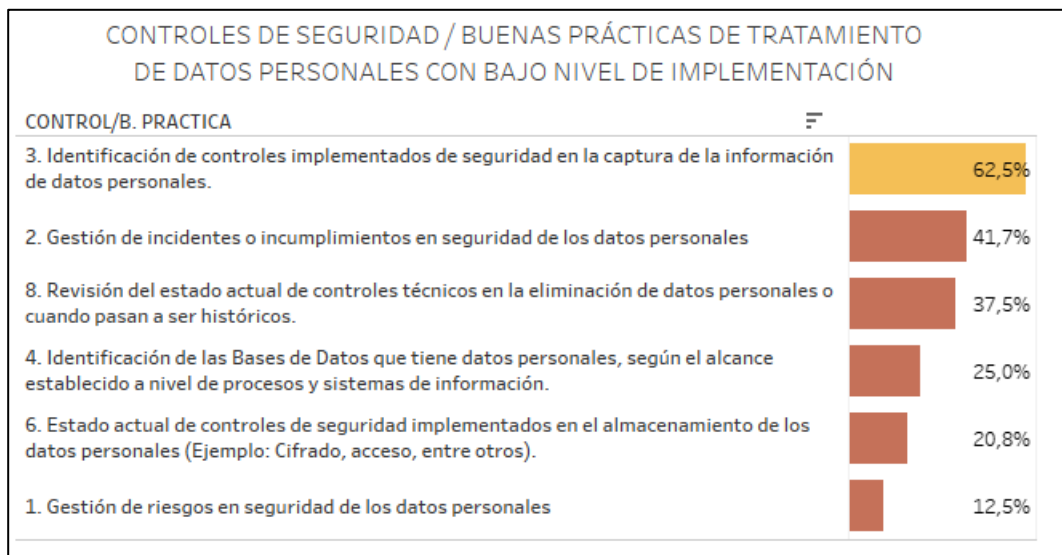 CONTROLES DE SEGURIDAD / BUENAS PRÁCTICAS DE TRATAMIENTO
DE DATOS PERSONALES CON BAJO NIVEL DE IMPLEMENTACIÓN
CONTROL/B. PRACTICA
3. Identificación de controles implementados de seguridad en la captura de la información
de datos personales.
62,5%
2. Gestión de incidentes o incumplimientos en seguridad de los datos personales
41,7%
8. Revisión del estado actual de controles técnicos en la eliminación de datos personales o
cuando pasan a ser históricos.
37,5%
4. Identificación de las Bases de Datos que tiene datos personales, según el alcance
establecido a nivel de procesos y sistemas de información.
25,0%
6. Estado actual de controles de seguridad implementados en el almacenamiento de los
datos personales (Ejemplo: Cifrado, acceso, entre otros).
20,8%
1. Gestión de riesgos en seguridad de los datos personales
12,5%